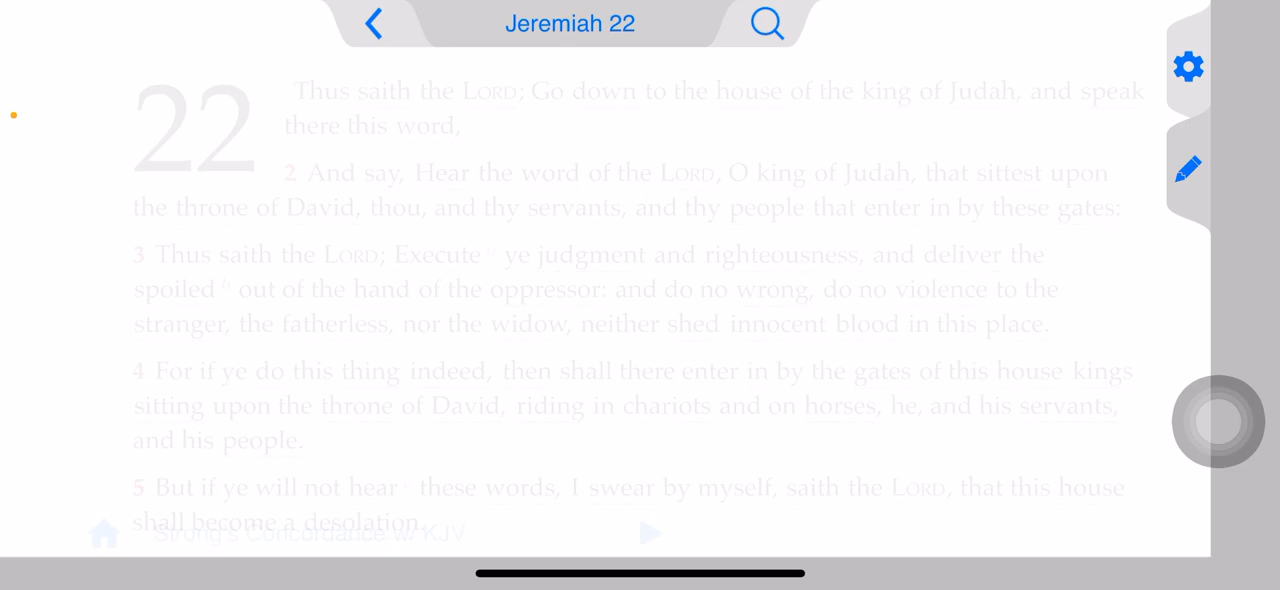 Jeremiah 22
22 Thus saith the LORD; Go down to the house of the king of Judah, and speak
there this word,
2 And say, Hear the word of the LORD, O king of Judah, that sittest upon
the throne of David, thou, and thy servants, and thy people that enter in by these gates:
3 Thus saith the LORD; Execute ye judgment and righteousness, and deliver the
spoiled out of the hand of the oppressor: and do no wrong, do no violence to the
stranger, the fatherless, nor the widow, neither shed innocent blood in this place.
4 For if ye do this thing indeed, then shall there enter in by the gates of this house kings
sitting upon the throne of David, riding in chariots and on horses, he, and his servants,
and his people.
5 But if ye will not hear these words, I swear by myself, saith the LORD, that this house
shall become a desolation.
Strong's Concordance w/ KJV